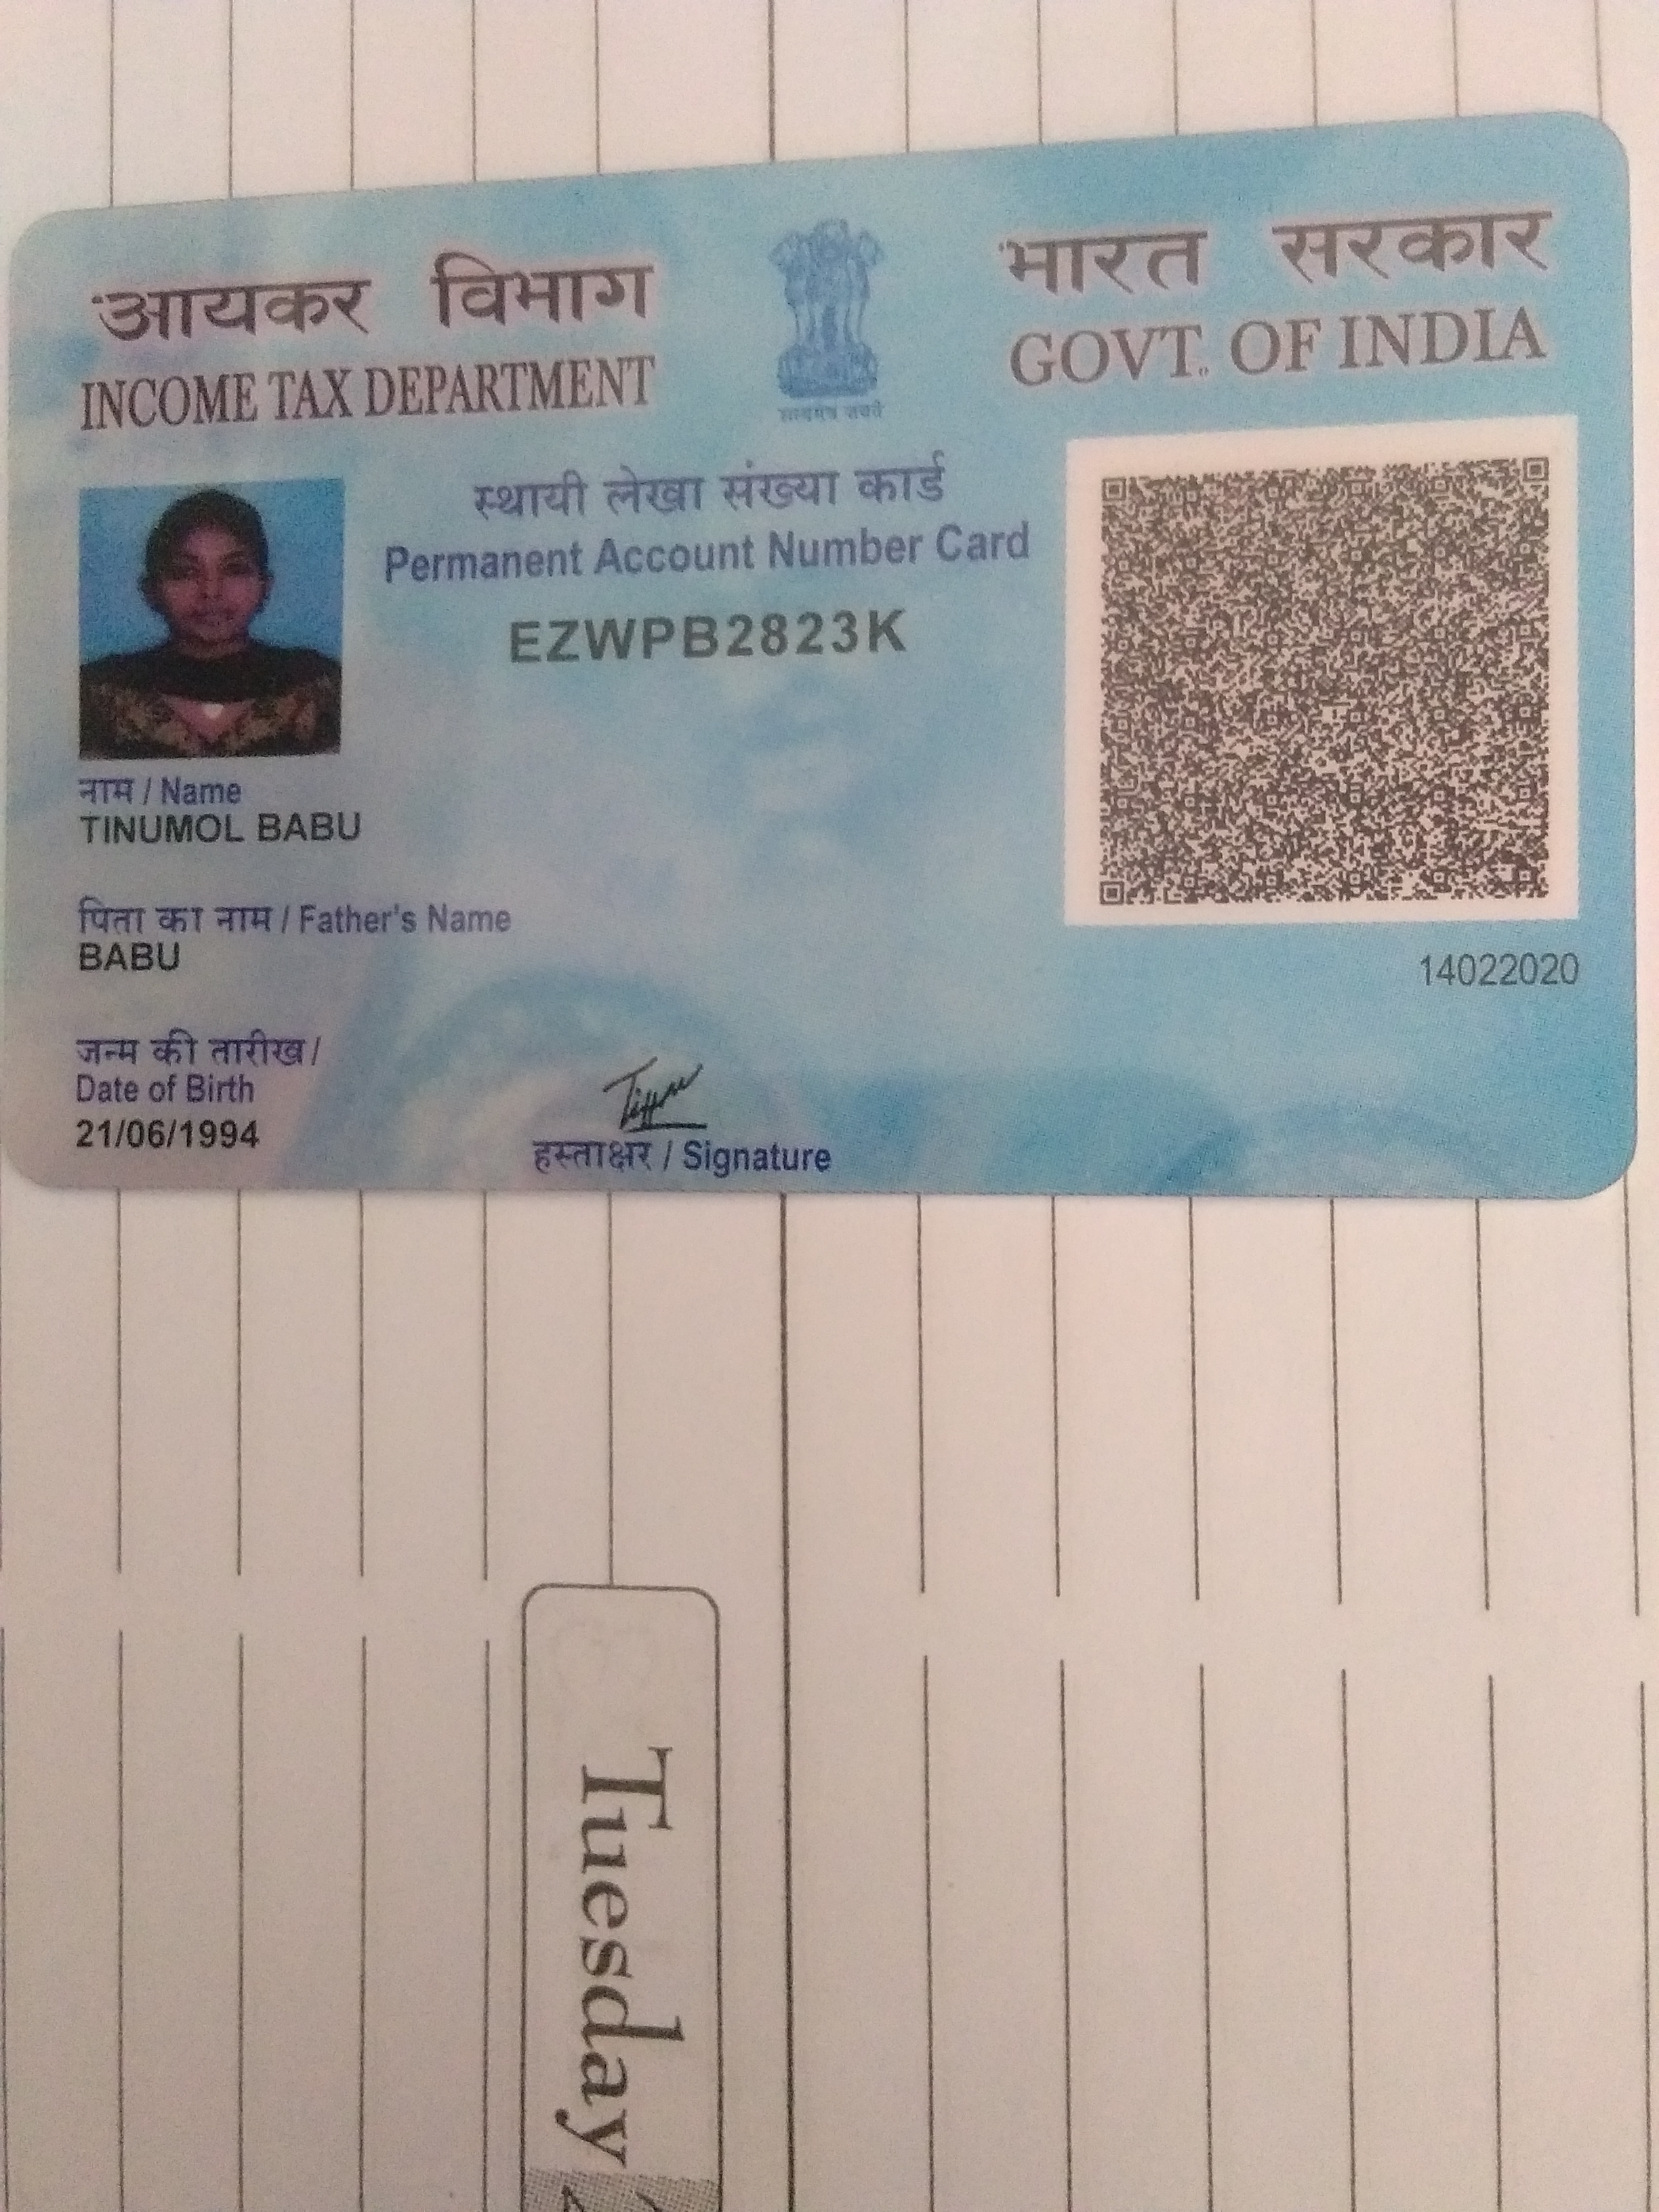 आयकर विभाग
INCOME TAX DEPARTMENT
सत्यमेव जयते
भारत सरकार
GOVT. OF INDIA
स्थायी लेखा संख्या कार्ड
Permanent Account Number Card
EZWPB2823K
नाम / Name
TINUMOL BABU
पिता का नाम / Father's Name
BABU
14022020
जन्म की तारीख /
Date of Birth
21/06/1994
हस्ताक्षर / Signature
Tuesday